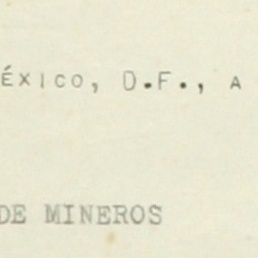 ÉXICO, D.F., A
DE MINEROS